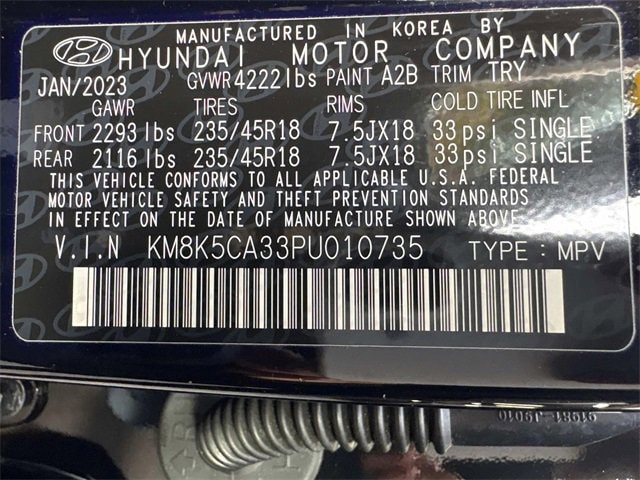 MANUFACTURED IN KOREA BY
HYUNDAI MOTOR COMPANY
JAN/2023 GVWR 4222lbs PAINT A2B TRIM TRY
GAWR TIRES RIMS COLD TIRE INFL
FRONT 2293lbs 235/45R18 7.5JX18 33psi SINGLE
REAR 2116lbs 235/45R18 7.5JX18 33psi SINGLE
THIS VEHICLE CONFORMS TO ALL APPLICABLE U.S.A. FEDERAL
MOTOR VEHICLE SAFETY AND THEFT PREVENTION STANDARDS
IN EFFECT ON THE DATE OF MANUFACTURE SHOWN ABOVE.
V.I.N KM8K5CA33PU010735 TYPE : MPV